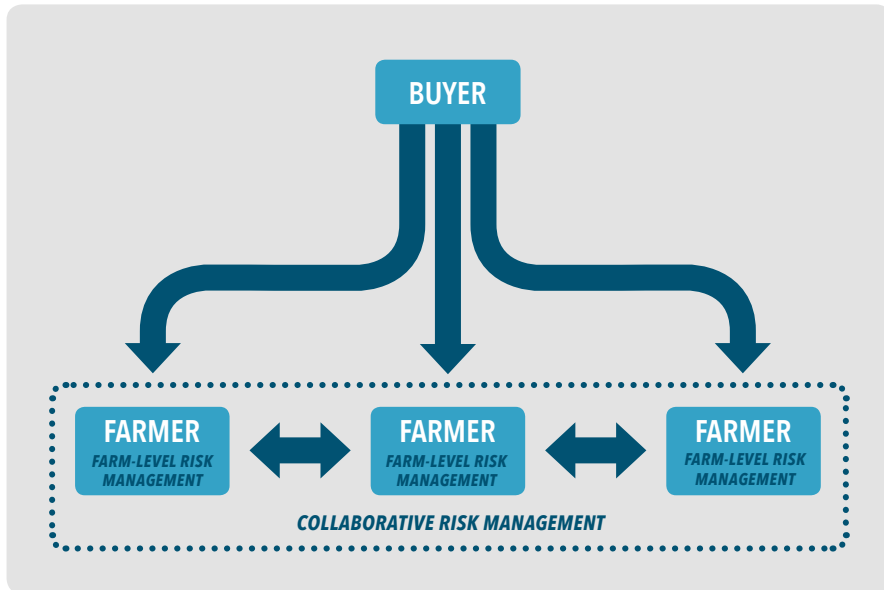 BUYER
FARMER
FARM-LEVEL RISK
MANAGEMENT
FARMER
FARM-LEVEL RISK
MANAGEMENT
FARMER
FARM-LEVEL RISK
MANAGEMENT
COLLABORATIVE RISK MANAGEMENT